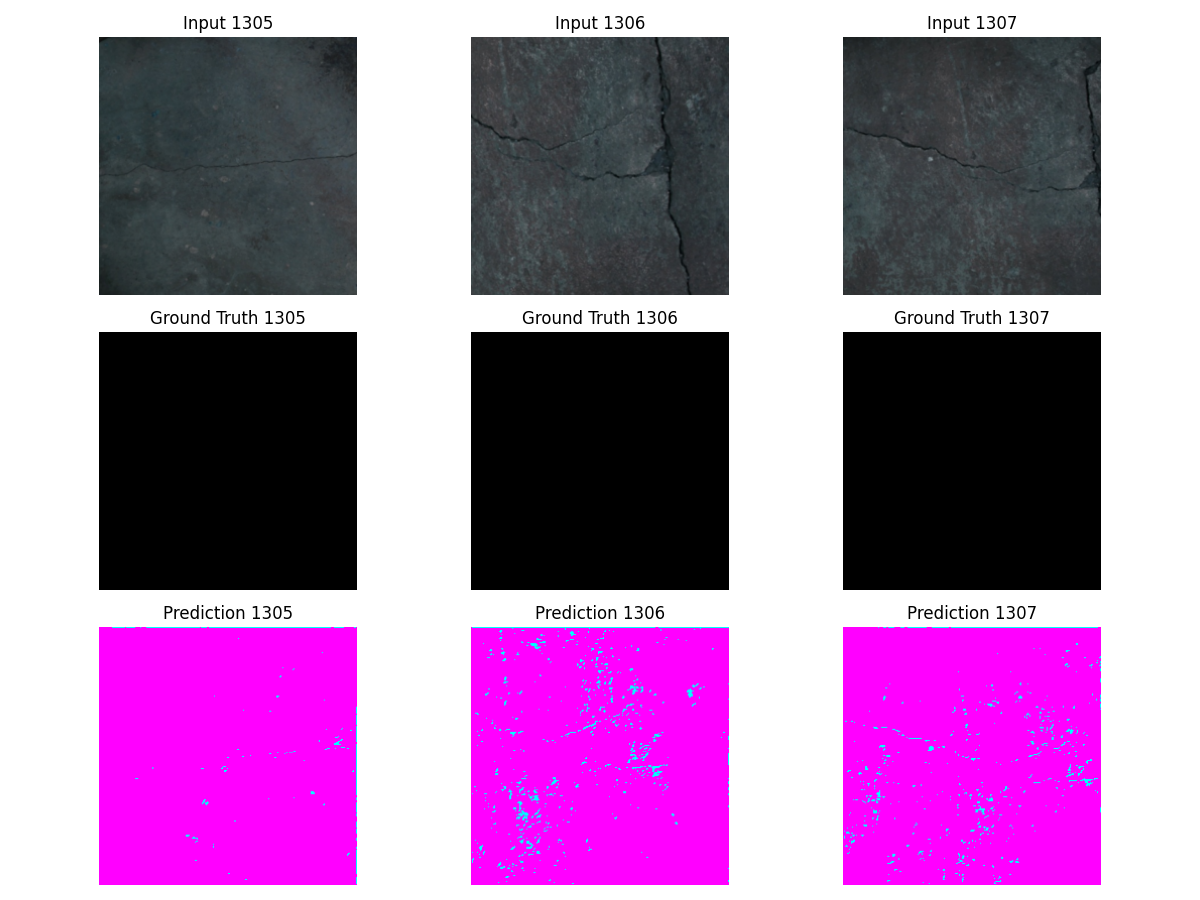 Input 1305
Input 1306
Input 1307
Ground Truth 1305
Ground Truth 1306
Ground Truth 1307
Prediction 1305
Prediction 1306
Prediction 1307